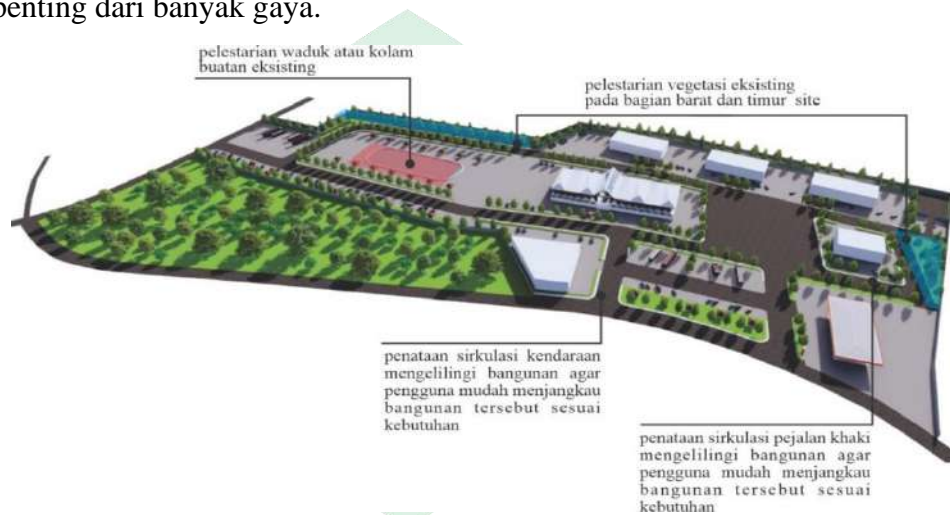 penting dari banyak gaya.
pelestarian waduk atau kolam
buatan eksisting
pelestarian vegetasi eksisting
pada bagian barat dan timur site
penataan sirkulasi kendaraan
mengelilingi bangunan agar
pengguna mudah menjangkau
bangunan tersebut sesuai
kebutuhan
penataan sirkulasi pejalan khaki
mengelilingi bangunan agar
pengguna mudah menjangkau
bangunan tersebut sesuai
kebutuhan